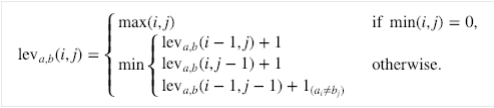 max(i,j) if min(i,j) = 0,
lev_{a,b}(i − 1,j) + 1
lev_{a,b}(i,j) = min lev_{a,b}(i,j − 1) + 1 otherwise.
lev_{a,b}(i − 1,j − 1) + 1_{(a_i≠b_j)}